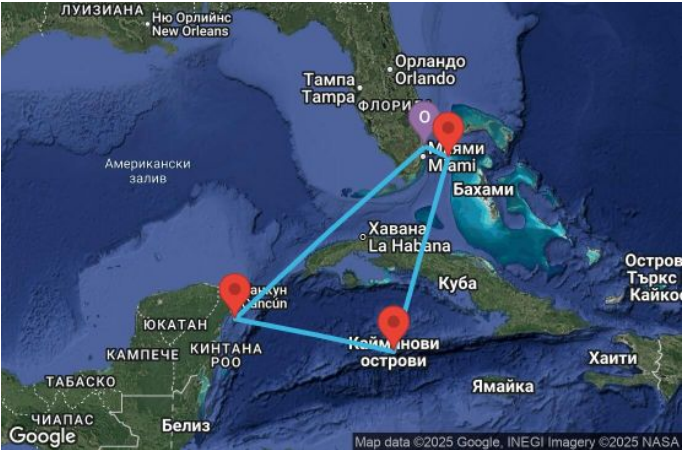 ЛУИЗИАНА
Ню Орлийнс
New Orleans
Орландо
Orlando
Тампа
Tampa
ФЛОРИДА
O
Маями
Miami
Бахами
Американски
залив
Хавана
La Habana
Куба
Остров
Търкс
Кайкос
Канкун
Cancún
ЮКАТАН
КАМПЕЧЕ
КИНТАНА
РОО
Кайманови
острови
Хаити
ТАБАСКО
Ямайка
ЧИАПАС
Белиз
Google
Map data ©2025 Google, INEGI Imagery ©2025 NASA